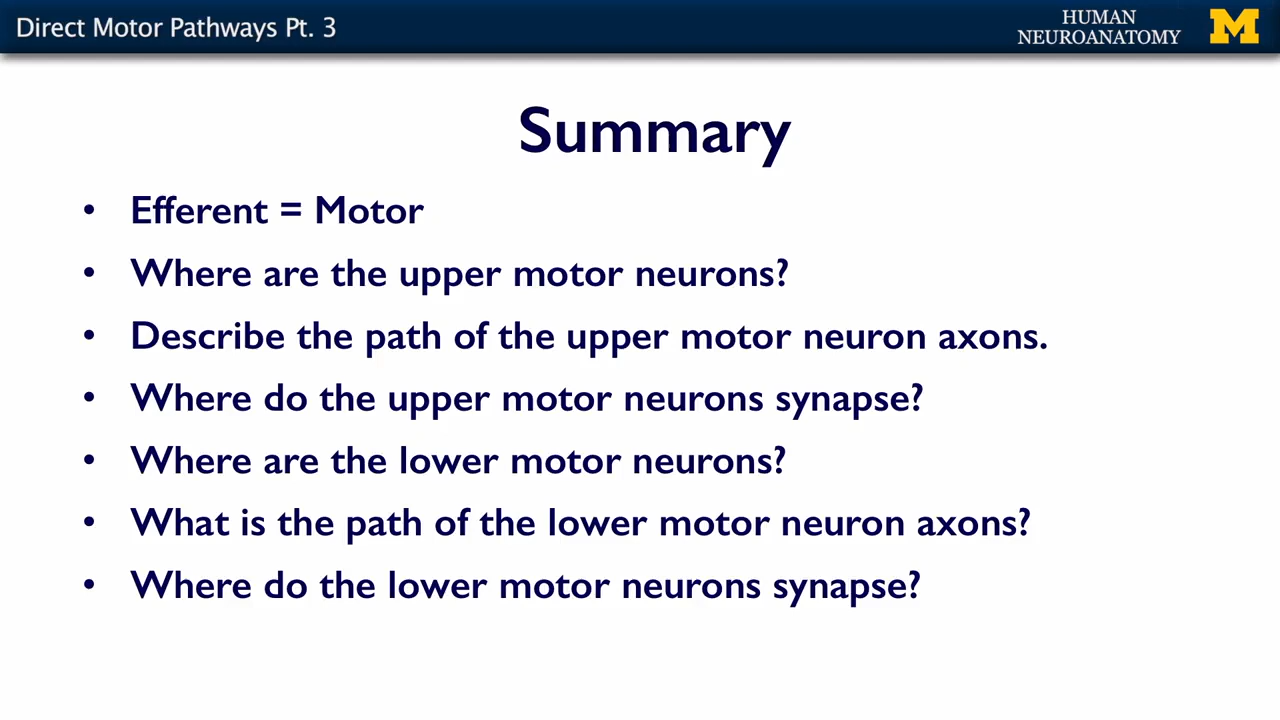 Direct Motor Pathways Pt. 3
HUMAN
NEUROANATOMY
M
Summary
• Efferent = Motor
• Where are the upper motor neurons?
• Describe the path of the upper motor neuron axons.
• Where do the upper motor neurons synapse?
• Where are the lower motor neurons?
• What is the path of the lower motor neuron axons?
• Where do the lower motor neurons synapse?